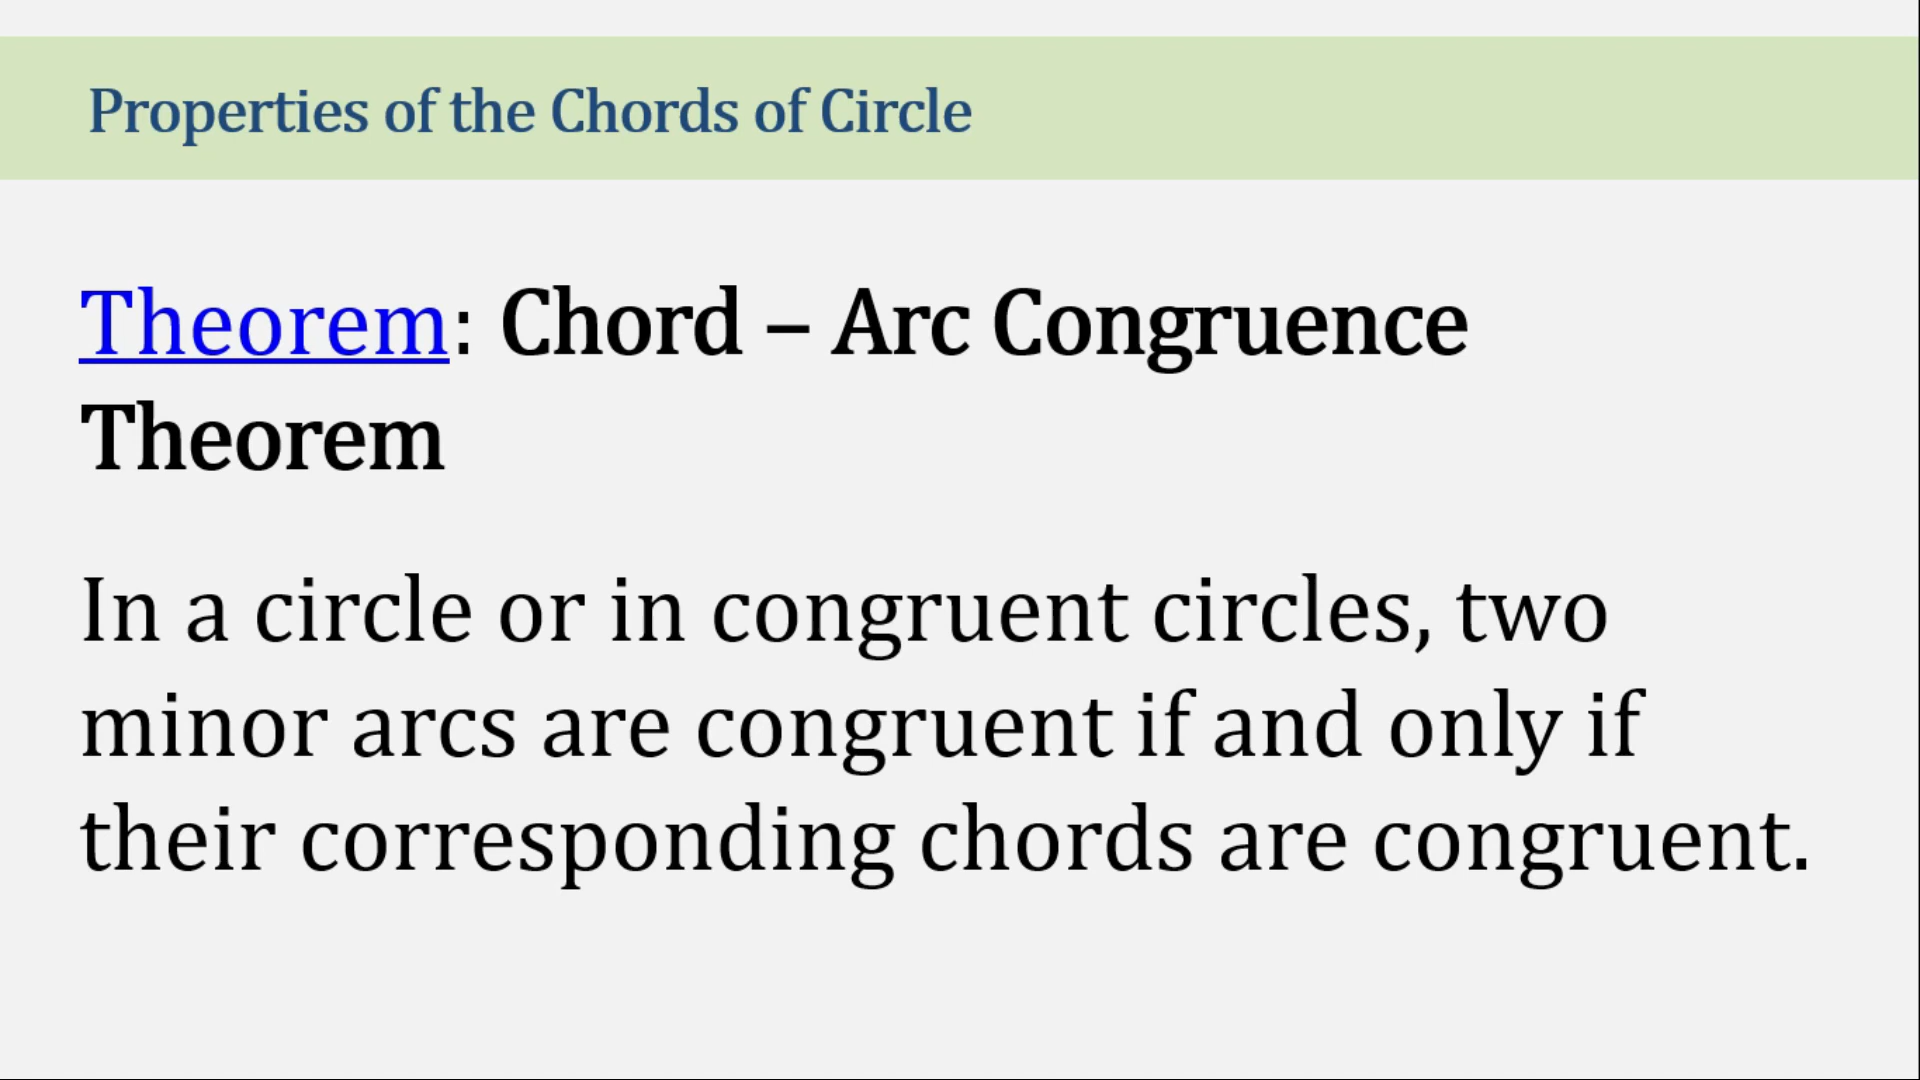 Properties of the Chords of Circle
Theorem: Chord – Arc Congruence
Theorem
In a circle or in congruent circles, two
minor arcs are congruent if and only if
their corresponding chords are congruent.